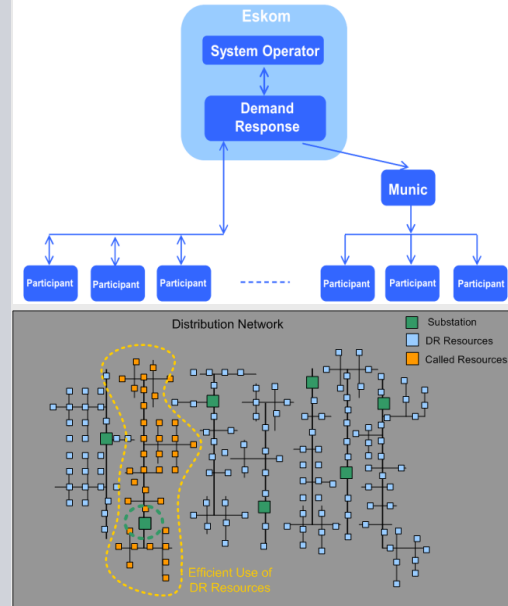 Eskom
System Operator
Demand
Response
Munic
Participant
Participant
Participant
Participant
Participant
Participant
Distribution Network
Substation
DR Resources
Called Resources
Efficient Use of
DR Resources